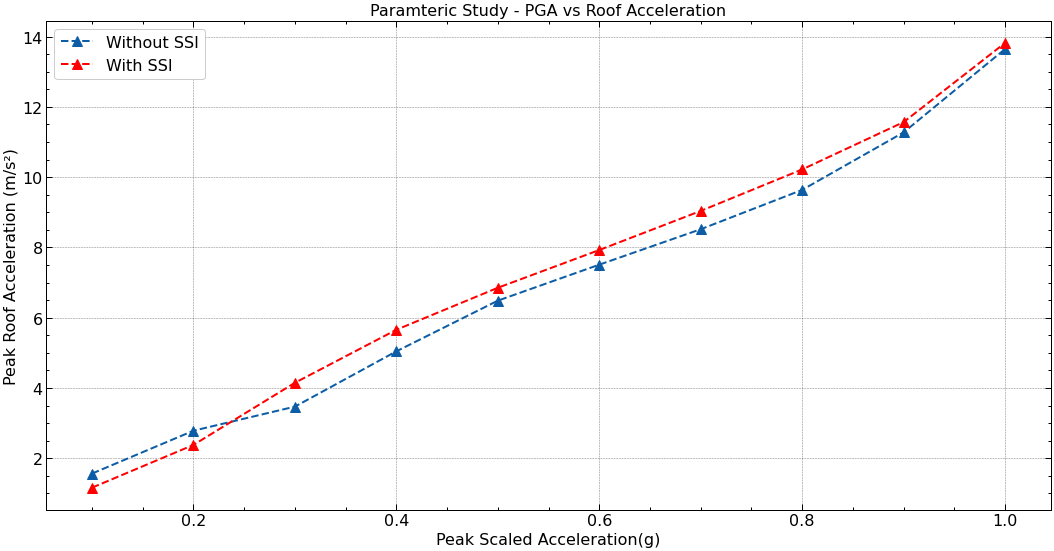 Paramteric Study - PGA vs Roof Acceleration
Without SSI
With SSI
Peak Roof Acceleration (m/s²)
14
12
10
8
6
4
2
0.2 0.4 0.6 0.8 1.0
Peak Scaled Acceleration(g)